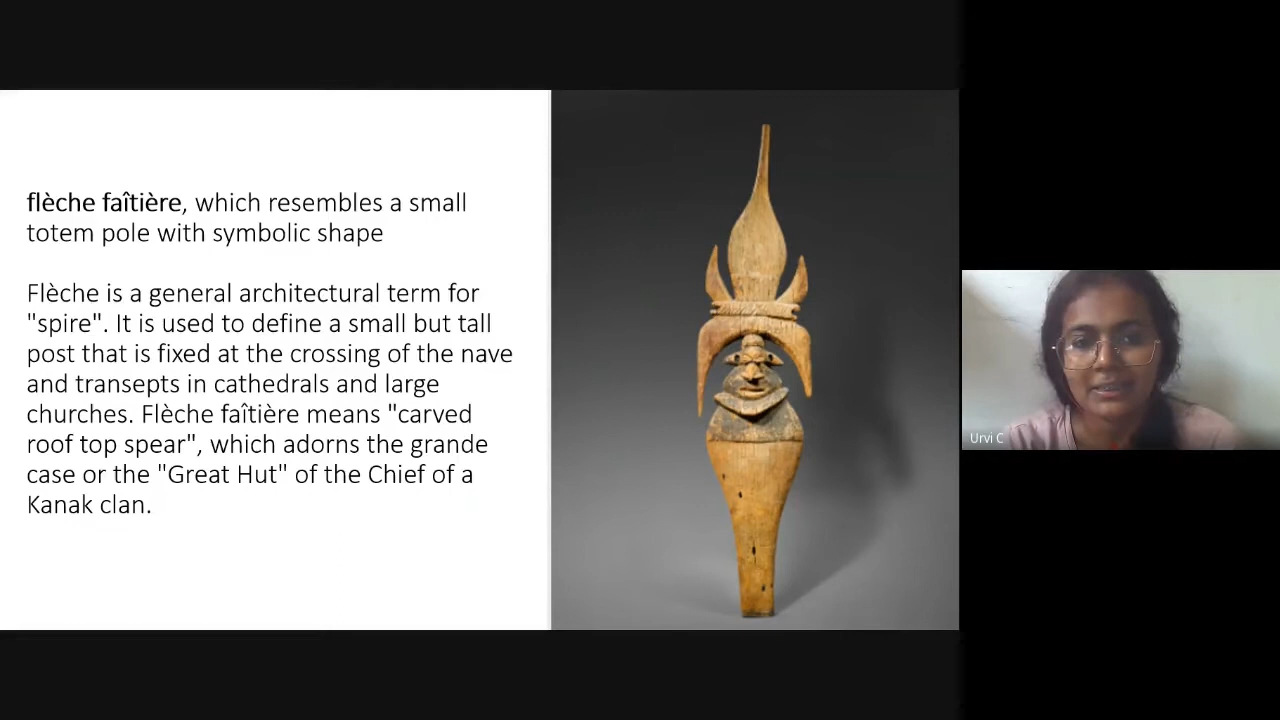 flèche faîtière, which resembles a small
totem pole with symbolic shape
Flèche is a general architectural term for
"spire". It is used to define a small but tall
post that is fixed at the crossing of the nave
and transepts in cathedrals and large
churches. Flèche faîtière means "carved
roof top spear", which adorns the grande
case or the "Great Hut" of the Chief of a
Kanak clan.
Urvi C